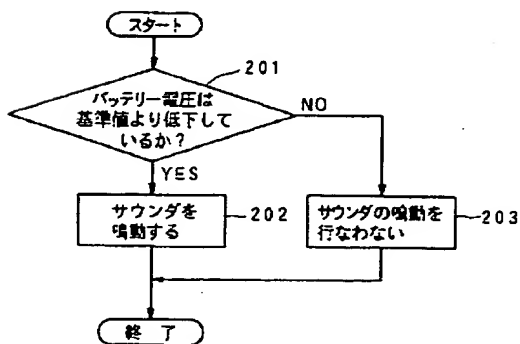 スタート
201
バッテリー電圧は
基準値より低下して
いるか?
NO
YES
サウンダを
鳴動する
202
サウンダの鳴動を
行なわない
203
終了